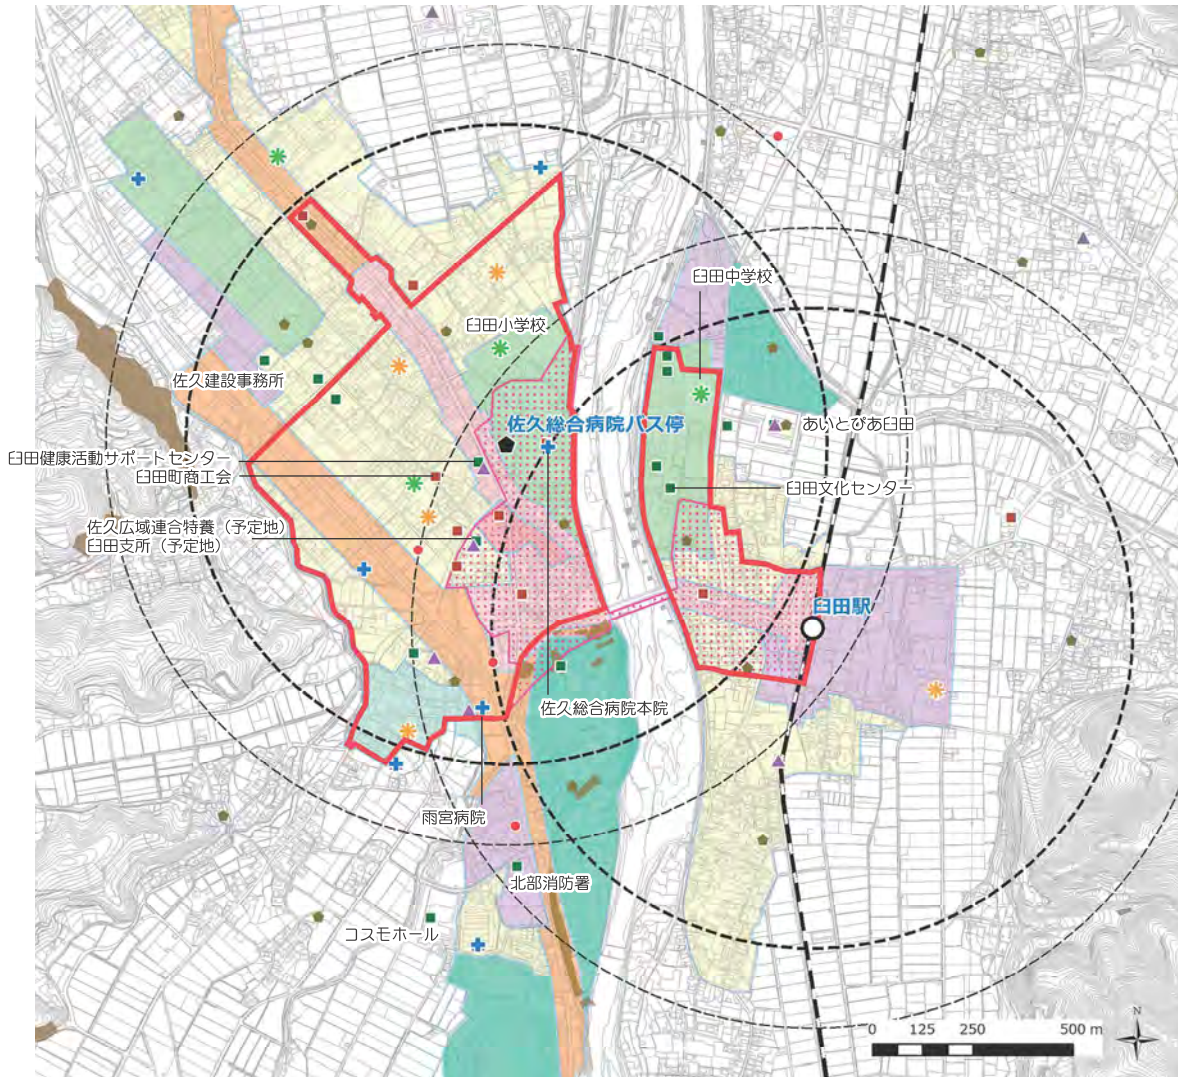 臼田中学校
臼田小学校
佐久建設事務所
佐久総合病院バス停
あいとぴあ臼田
臼田健康活動サポートセンター
臼田町商工会
臼田文化センター
佐久広域連合特養（予定地）
臼田支所（予定地）
臼田駅
佐久総合病院本院
雨宮病院
北部消防署
コスモホール
N
0 125 250 500 m